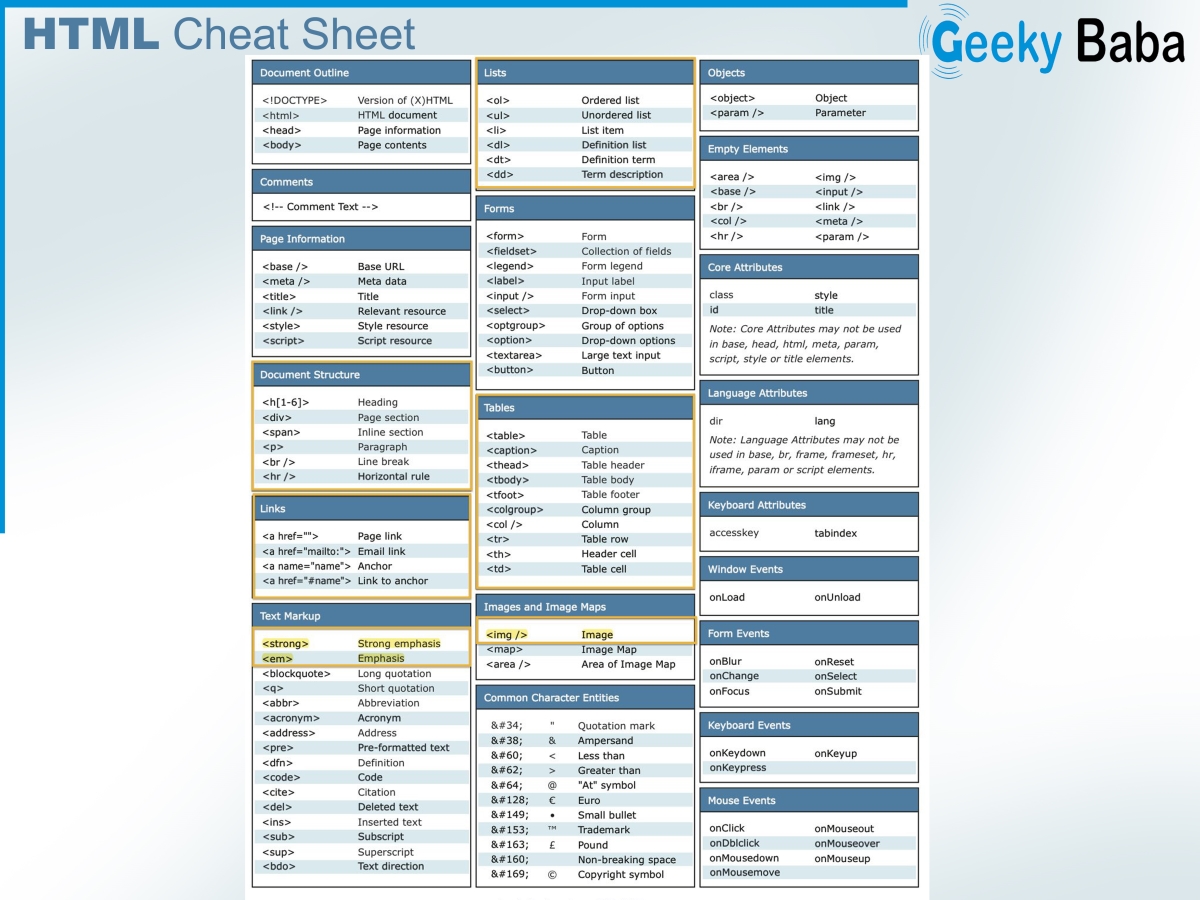 HTML Cheat Sheet
Geeky Baba
Document Outline
<!DOCTYPE> Version of (X)HTML
<html> HTML document
<head> Page information
<body> Page contents
Comments
<!-- Comment Text -->
Page Information
<base /> Base URL
<meta /> Meta data
<title> Title
<link /> Relevant resource
<style> Style resource
<script> Script resource
Document Structure
<h[1-6]> Heading
<div> Page section
<span> Inline section
<p> Paragraph
<br /> Line break
<hr /> Horizontal rule
Links
<a href=""> Page link
<a href="mailto:"> Email link
<a name="name"> Anchor
<a href="#name"> Link to anchor
Text Markup
<strong> Strong emphasis
<em> Emphasis
<blockquote> Long quotation
<q> Short quotation
<abbr> Abbreviation
<acronym> Acronym
<address> Address
<pre> Pre-formatted text
<dfn> Definition
<code> Code
<cite> Citation
<del> Deleted text
<ins> Inserted text
<sub> Subscript
<sup> Superscript
<bdo> Text direction
Lists
<ol> Ordered list
<ul> Unordered list
<li> List item
<dl> Definition list
<dt> Definition term
<dd> Term description
Forms
<form> Form
<fieldset> Collection of fields
<legend> Form legend
<label> Input label
<input /> Form input
<select> Drop-down box
<optgroup> Group of options
<option> Drop-down options
<textarea> Large text input
<button> Button
Tables
<table> Table
<caption> Caption
<thead> Table header
<tbody> Table body
<tfoot> Table footer
<colgroup> Column group
<col /> Column
<tr> Table row
<th> Header cell
<td> Table cell
Images and Image Maps
<img /> Image
<map> Image Map
<area /> Area of Image Map
Common Character Entities
&#34; " Quotation mark
&#38; & Ampersand
&#60; < Less than
&#62; > Greater than
&#64; @ "At" symbol
&#128; € Euro
&#149; • Small bullet
&#153; ™ Trademark
&#163; £ Pound
&#160; Non-breaking space
&#169; © Copyright symbol
Objects
<object> Object
<param /> Parameter
Empty Elements
<area /> <img />
<base /> <input />
<br /> <link />
<col /> <meta />
<hr /> <param />
Core Attributes
class style
id title
Note: Core Attributes may not be used
in base, head, html, meta, param,
script, style or title elements.
Language Attributes
dir lang
Note: Language Attributes may not be
used in base, br, frame, frameset, hr,
iframe, param or script elements.
Keyboard Attributes
accesskey tabindex
Window Events
onLoad onUnload
Form Events
onBlur onReset
onChange onSelect
onFocus onSubmit
Keyboard Events
onKeydown onKeyup
onKeypress
Mouse Events
onClick onMouseout
onDblclick onMouseover
onMousedown onMouseup
onMousemove